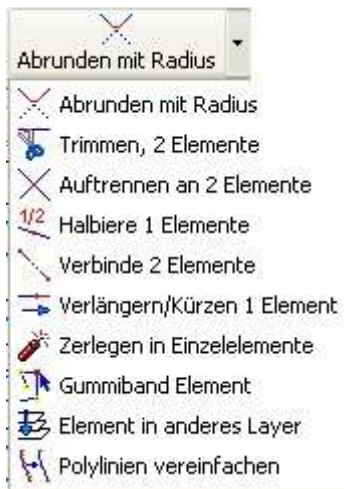 Abrunden mit Radius
Abrunden mit Radius
Trimmen, 2 Elemente
Auftrennen an 2 Elemente
1/2 Halbiere 1 Elemente
Verbinde 2 Elemente
Verlängern/Kürzen 1 Element
Zerlegen in Einzelelemente
Gummiband Element
Element in anderes Layer
Polylinien vereinfachen